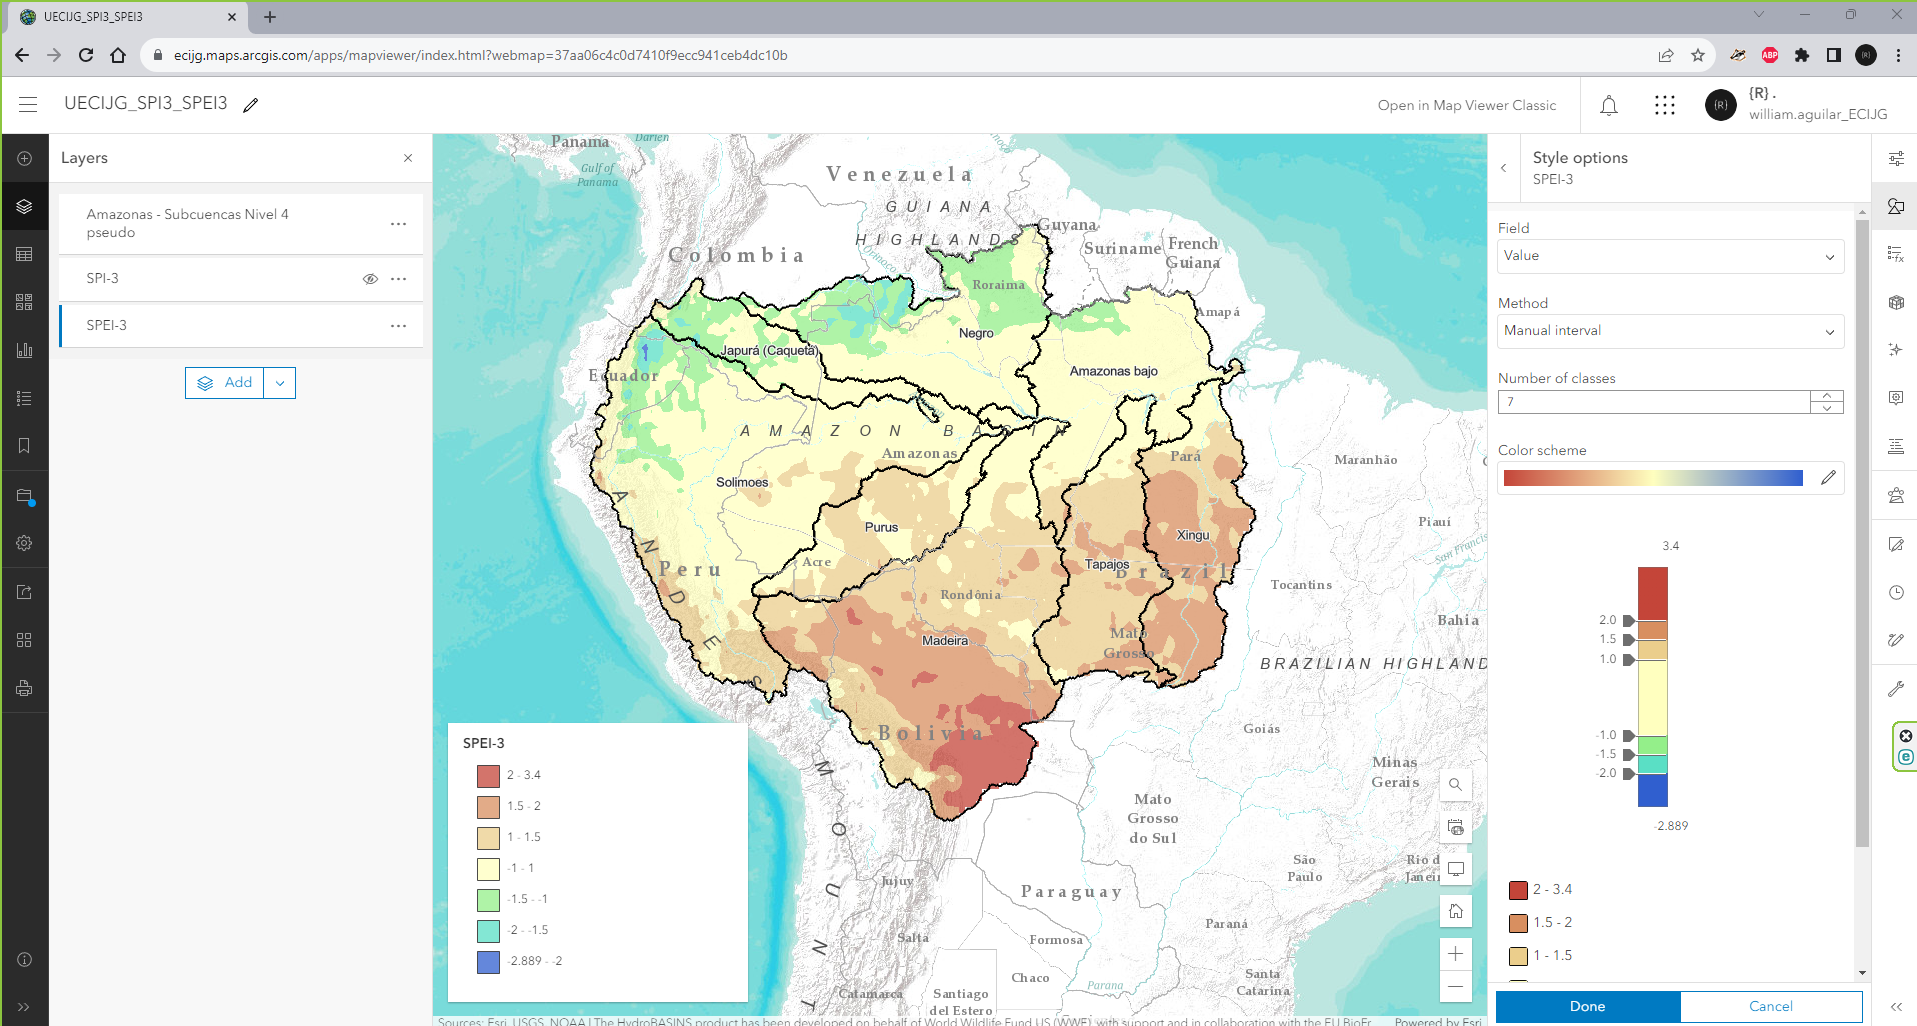 UECIJG_SPI3_SPEI3
ecijg.maps.arcgis.com/apps/mapviewer/index.html?webmap=37aa06c4c0d7410f9ecc941ceb4dc10b
ABP
{R}
UECIJG_SPI3_SPEI3
Open in Map Viewer Classic
{R}
{R} .
william.aguilar_ECIJG
Layers
Amazonas - Subcuencas Nivel 4
pseudo
SPI-3
SPEI-3
Add
Panama
Darien
Gulf of
Panama
Venezuela
GUIANA
HIGHLANDS
Guyana
Suriname
French
Guiana
Colombia
Orinoco
Roraima
Amapá
Negro
Japurá (Caquetá)
Ecuador
Amazonas bajo
AMAZON BASIN
Amazonas
Pará
Maranhão
Solimoes
Purus
Xingu
Piauí
San Francisco
Peru
Acre
Tapajos
Brazil
Tocantins
Rondônia
Bahia
Madeira
Mato
Grosso
BRAZILIAN HIGHLAND
ANDES
Bolivia
Goiás
Minas
Gerais
MOUNT
Mato
Grosso
do Sul
São
Paulo
Rio d
Janeir
Jujuy
Paraguay
Paraná
Salta
Formosa
Chaco
Parana
Santa
Catarina
Catamarca
Santiago
del Estero
SPEI-3
2 - 3.4
1.5 - 2
1 - 1.5
-1 - 1
-1.5 - -1
-2 - -1.5
-2.889 - -2
Sources: Esri, USGS, NOAA | The HydroBASINS product has been developed on behalf of World Wildlife Fund US (WWF), with support and in collaboration with the EU BioFr
Powered by Esri
Style options
SPEI-3
Field
Value
Method
Manual interval
Number of classes
7
Color scheme
3.4
2.0
1.5
1.0
-1.0
-1.5
-2.0
-2.889
2 - 3.4
1.5 - 2
1 - 1.5
Done
Cancel